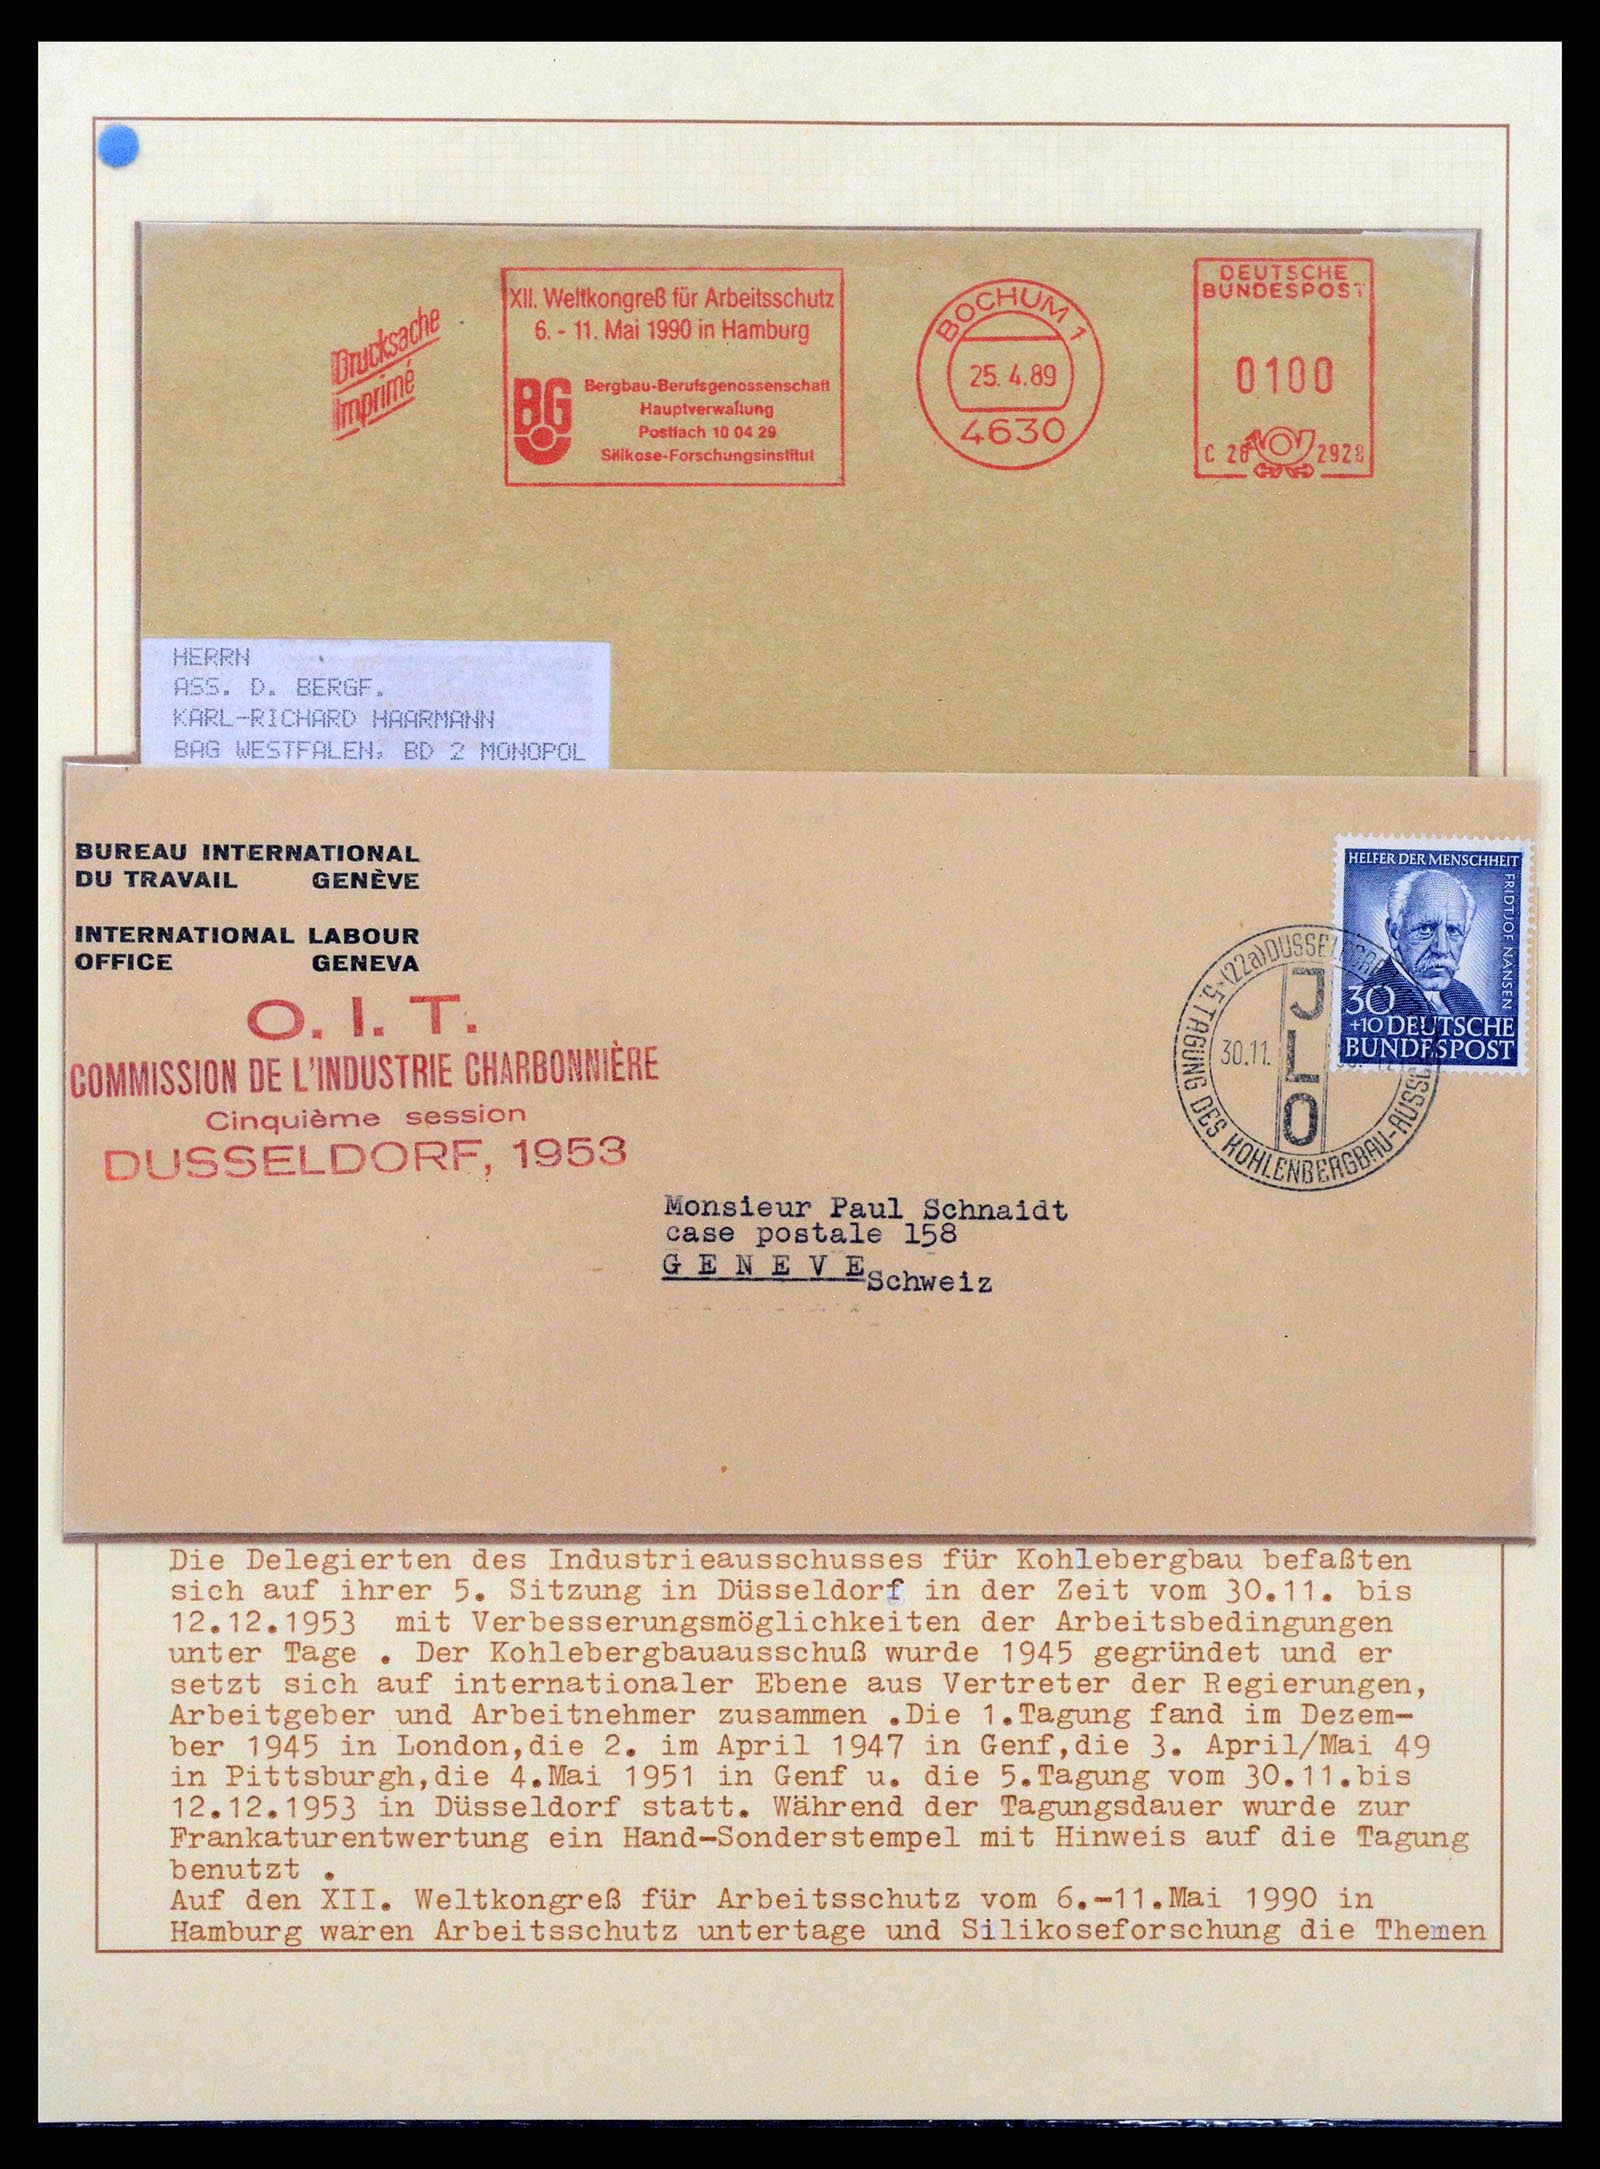 Drucksache
Imprimé
XII. Weltkongreß für Arbeitsschutz
6. - 11. Mai 1990 in Hamburg
BG
Bergbau-Berufsgenossenschaft
Hauptverwaltung
Postfach 10 04 29
Silikose-Forschungsinstitut
BOCHUM 1
25.4.89
4630
DEUTSCHE
BUNDESPOST
0100
C 28 2928
HERRN
ASS. D. BERGF.
KARL-RICHARD HAARMANN
BAG WESTFALEN, BD 2 MONOPOL
BUREAU INTERNATIONAL
DU TRAVAIL GENÈVE
INTERNATIONAL LABOUR
OFFICE GENEVA
O. I. T.
COMMISSION DE L'INDUSTRIE CHARBONNIÈRE
Cinquième session
DUSSELDORF, 1953
HELFER DER MENSCHHEIT
FRIDTJOF NANSEN
30
+10 DEUTSCHE
BUNDESPOST
(22a) DUSSELDORF
JLO
30.11.
5. TAGUNG DES KOHLENBERGBAU-AUSSCH
Monsieur Paul Schnaidt
case postale 158
G E N E V E
Schweiz
Die Delegierten des Industrieausschusses für Kohlebergbau befaßten
sich auf ihrer 5. Sitzung in Düsseldorf in der Zeit vom 30.11. bis
12.12.1953 mit Verbesserungsmöglichkeiten der Arbeitsbedingungen
unter Tage . Der Kohlebergbauausschuß wurde 1945 gegründet und er
setzt sich auf internationaler Ebene aus Vertreter der Regierungen,
Arbeitgeber und Arbeitnehmer zusammen .Die 1.Tagung fand im Dezem-
ber 1945 in London,die 2. im April 1947 in Genf,die 3. April/Mai 49
in Pittsburgh,die 4.Mai 1951 in Genf u. die 5.Tagung vom 30.11.bis
12.12.1953 in Düsseldorf statt. Während der Tagungsdauer wurde zur
Frankaturentwertung ein Hand-Sonderstempel mit Hinweis auf die Tagung
benutzt .
Auf den XII. Weltkongreß für Arbeitsschutz vom 6.-11.Mai 1990 in
Hamburg waren Arbeitsschutz untertage und Silikoseforschung die Themen